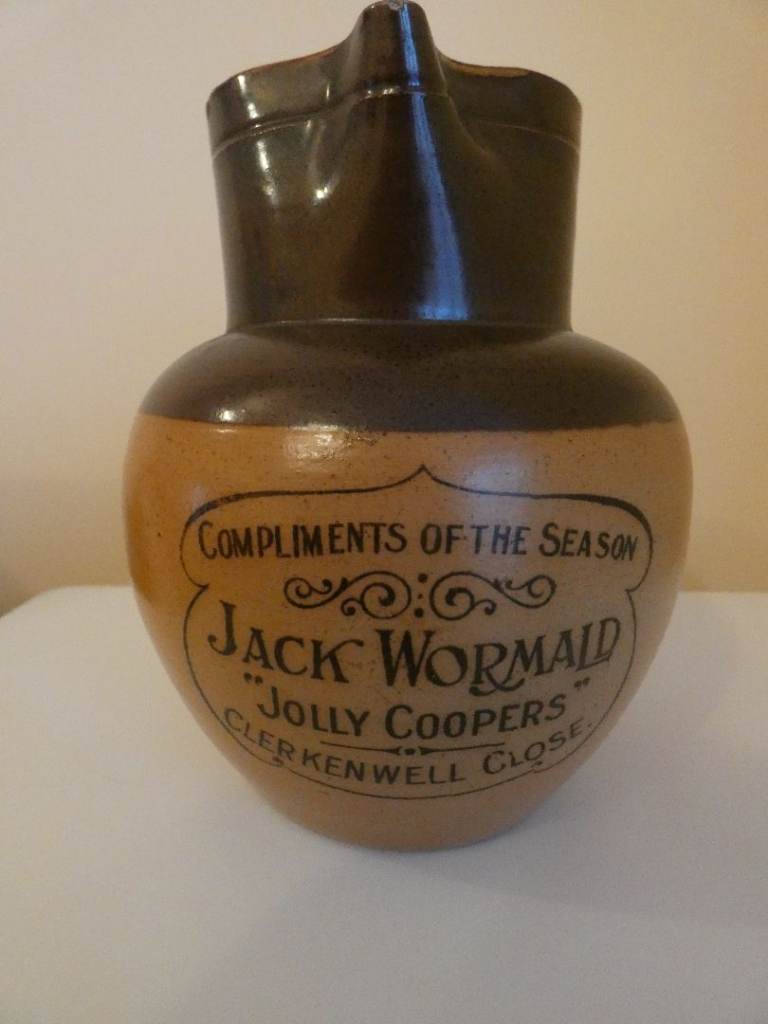 COMPLIMENTS OF THE SEASON
JACK WORMALD
"JOLLY COOPERS"
CLERKENWELL CLOSE.